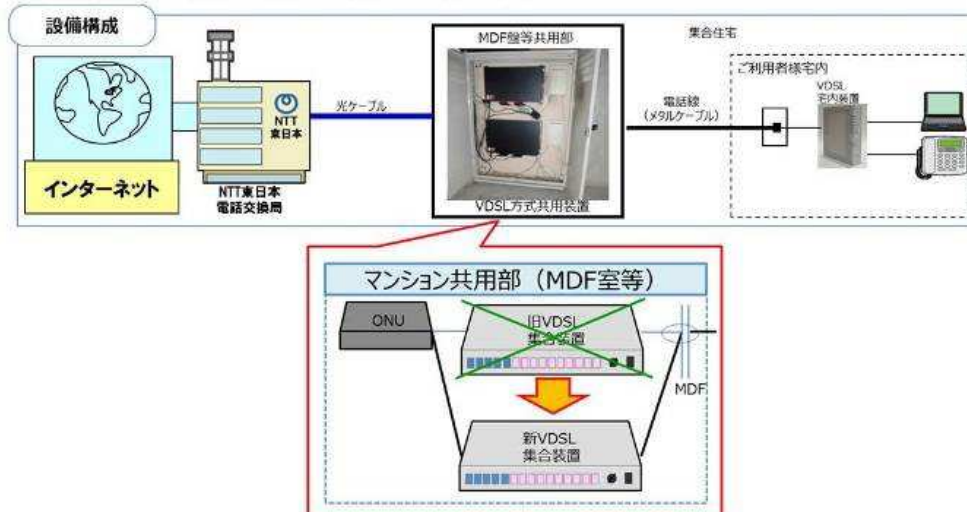 設備構成
インターネット
NTT
東日本
NTT東日本
電話交換局
光ケーブル
MDF盤等共用部
VDSL方式共用装置
電話線
(メタルケーブル)
集合住宅
ご利用者様宅内
VDSL
宅内装置
マンション共用部（MDF室等）
ONU
旧VDSL
集合装置
MDF
新VDSL
集合装置